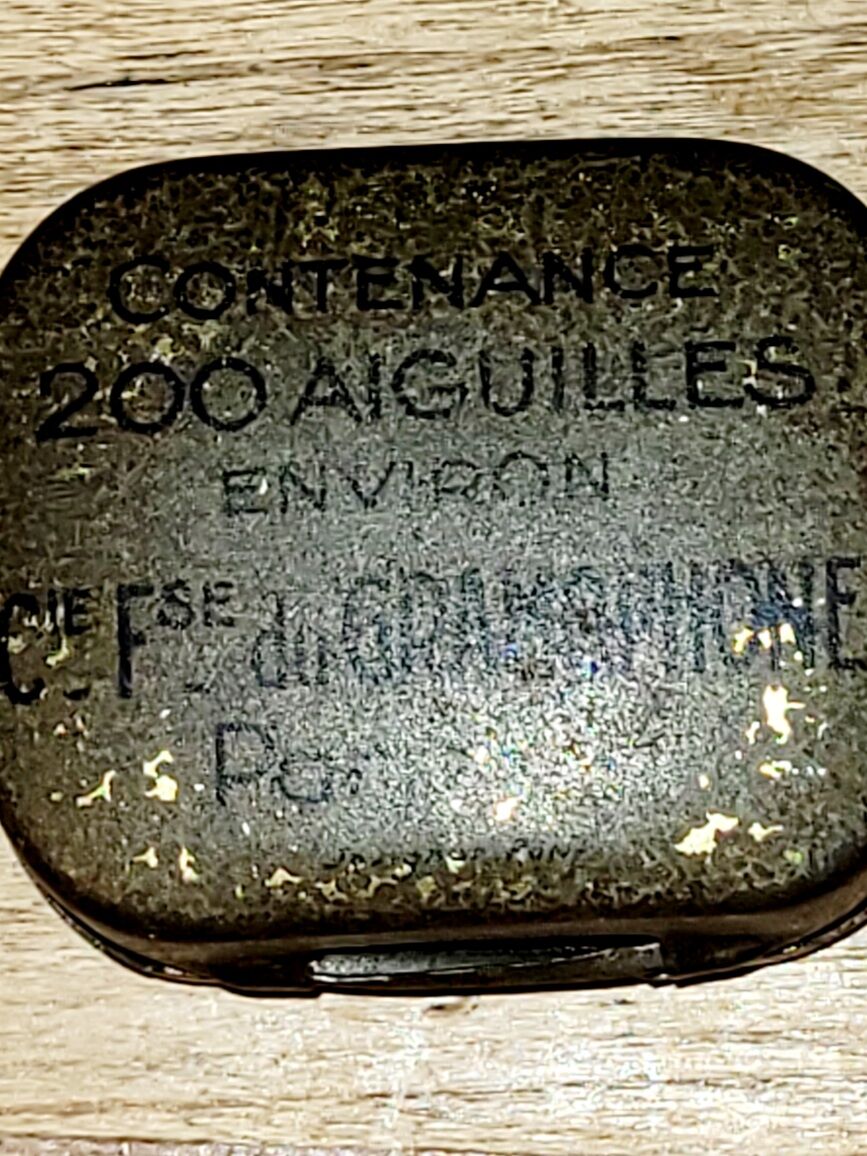 CONTENANCE
200 AIGUILLES
ENVIRON
CIE FSE du GRAMOPHONE